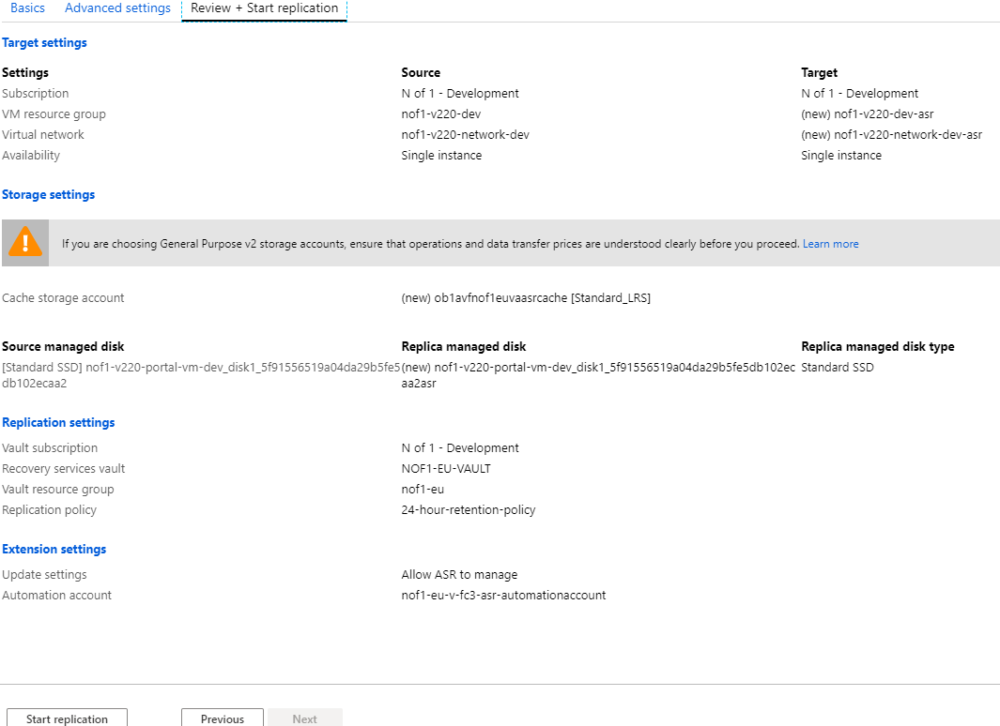 Basics Advanced settings Review + Start replication
Target settings
Settings Source Target
Subscription N of 1 - Development N of 1 - Development
VM resource group nof1-v220-dev (new) nof1-v220-dev-asr
Virtual network nof1-v220-network-dev (new) nof1-v220-network-dev-asr
Availability Single instance Single instance
Storage settings
If you are choosing General Purpose v2 storage accounts, ensure that operations and data transfer prices are understood clearly before you proceed. Learn more
Cache storage account (new) ob1avfnof1euvaasrcache [Standard_LRS]
Source managed disk Replica managed disk Replica managed disk type
[Standard SSD] nof1-v220-portal-vm-dev_disk1_5f91556519a04da29b5fe5 (new) nof1-v220-portal-vm-dev_disk1_5f91556519a04da29b5fe5db102ec Standard SSD
db102ecaa2 aa2asr
Replication settings
Vault subscription N of 1 - Development
Recovery services vault NOF1-EU-VAULT
Vault resource group nof1-eu
Replication policy 24-hour-retention-policy
Extension settings
Update settings Allow ASR to manage
Automation account nof1-eu-v-fc3-asr-automationaccount
Start replication Previous Next